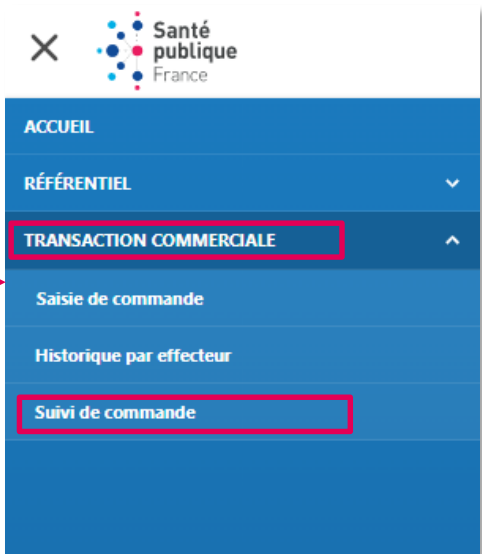 Santé
publique
France
ACCUEIL
RÉFÉRENTIEL
TRANSACTION COMMERCIALE
Saisie de commande
Historique par effecteur
Suivi de commande